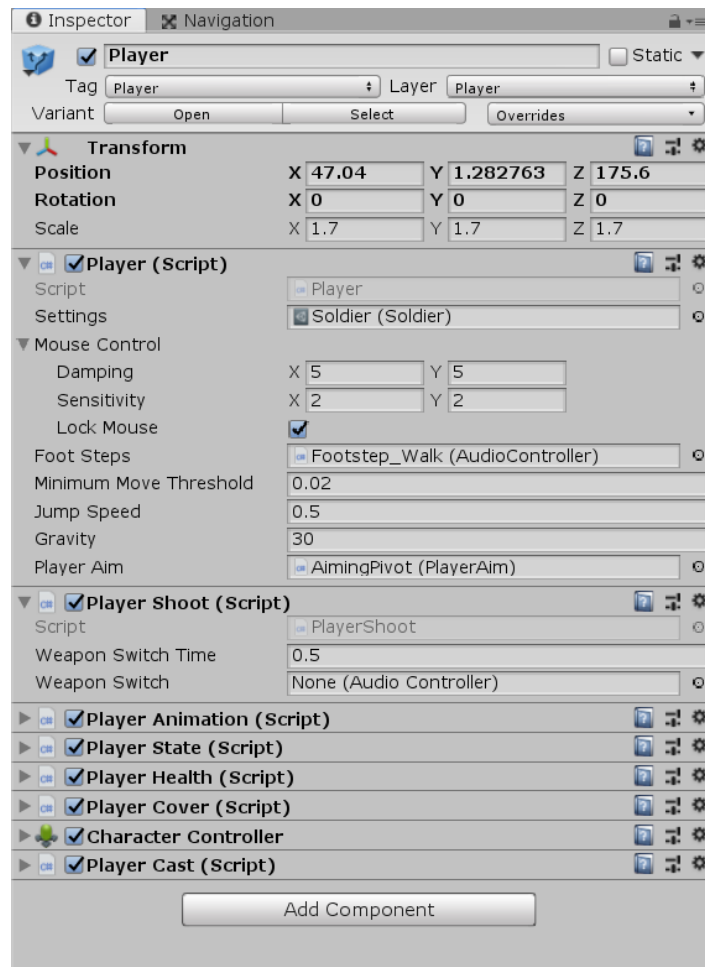 Inspector Navigation
Player Static
Tag Player Layer Player
Variant Open Select Overrides
Transform
Position X 47.04 Y 1.282763 Z 175.6
Rotation X 0 Y 0 Z 0
Scale X 1.7 Y 1.7 Z 1.7
Player (Script)
Script Player
Settings Soldier (Soldier)
Mouse Control
Damping X 5 Y 5
Sensitivity X 2 Y 2
Lock Mouse
Foot Steps Footstep_Walk (AudioController)
Minimum Move Threshold 0.02
Jump Speed 0.5
Gravity 30
Player Aim AimingPivot (PlayerAim)
Player Shoot (Script)
Script PlayerShoot
Weapon Switch Time 0.5
Weapon Switch None (Audio Controller)
Player Animation (Script)
Player State (Script)
Player Health (Script)
Player Cover (Script)
Character Controller
Player Cast (Script)
Add Component